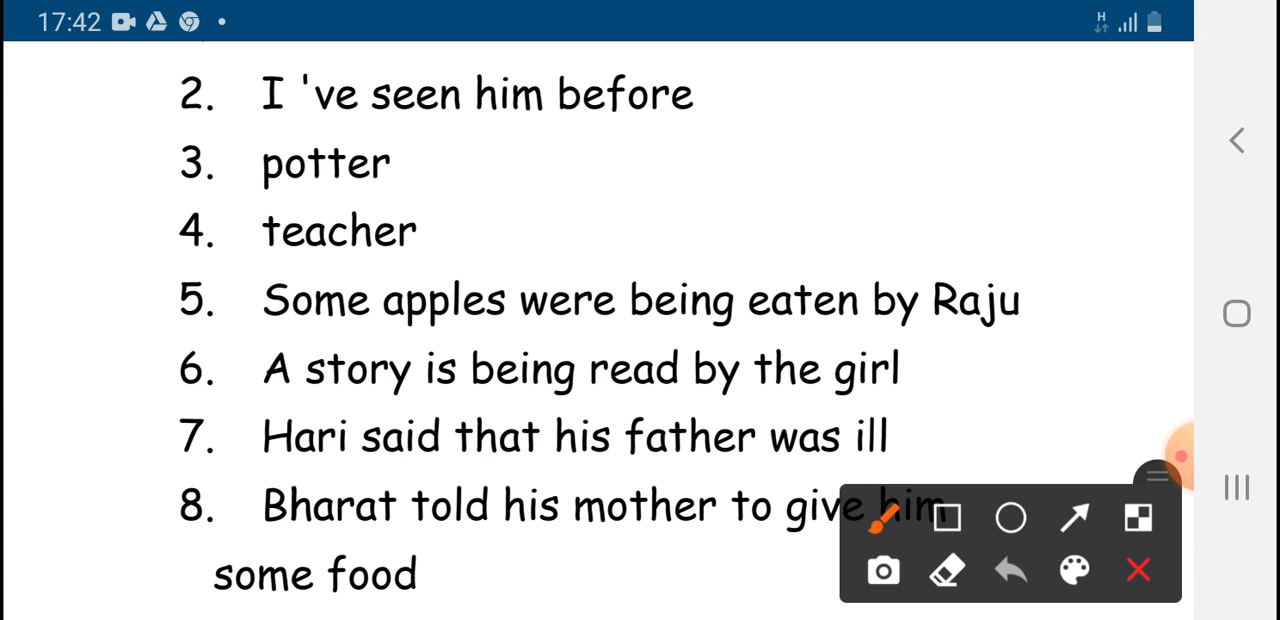 17:42
H
2. I 've seen him before
3. potter
4. teacher
5. Some apples were being eaten by Raju
6. A story is being read by the girl
7. Hari said that his father was ill
8. Bharat told his mother to give him
some food